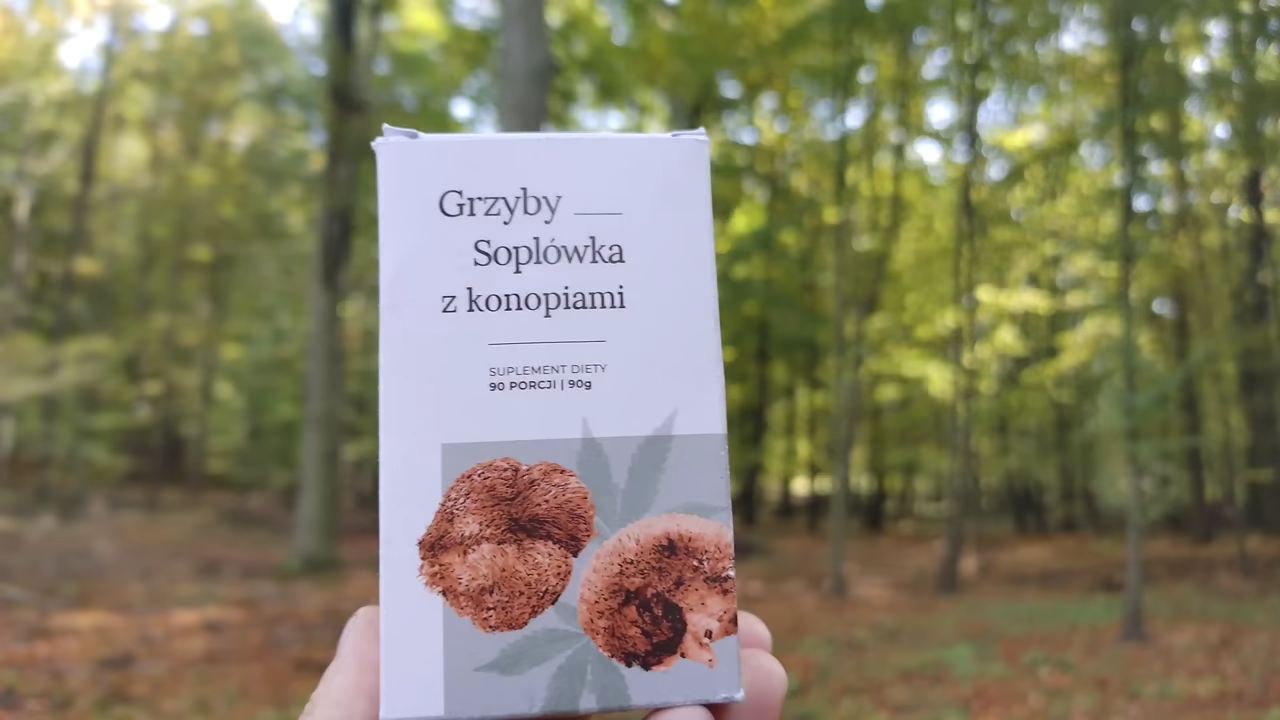 Grzyby
Soplówka
z konopiami
SUPLEMENT DIETY
90 PORCJI | 90g